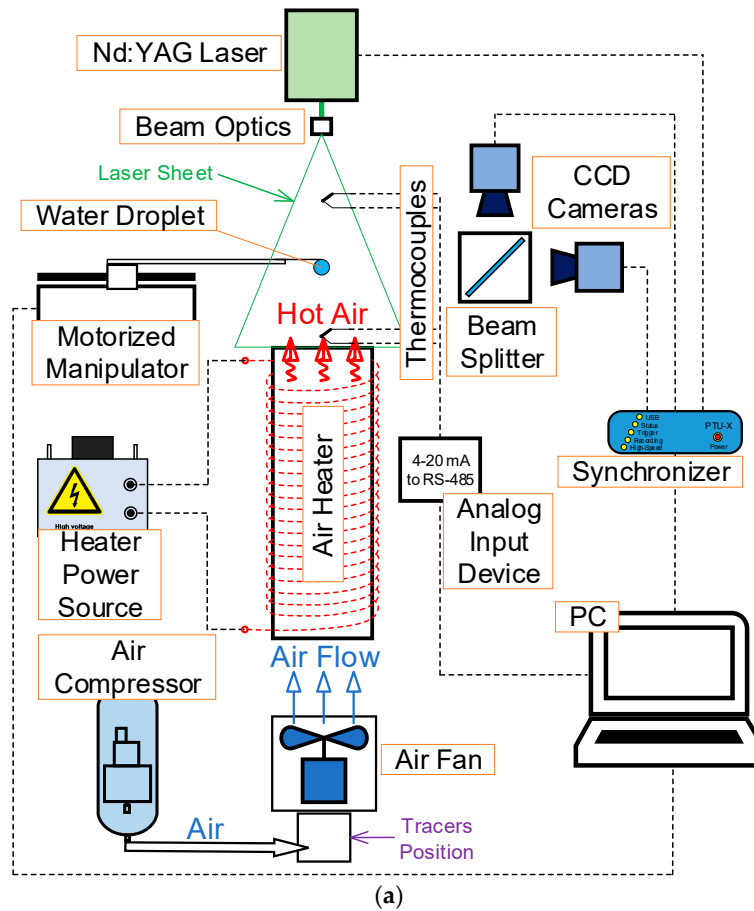 Nd:YAG Laser
Beam Optics
Laser Sheet
Water Droplet
CCD
Cameras
Thermocouples
Hot Air
Motorized
Manipulator
Beam
Splitter
USB
Status
Trigger
Recording
High-Speed
PTU-X
Power
Synchronizer
Air Heater
4-20 mA
to RS-485
Analog
Input
Device
High voltage
Heater
Power
Source
PC
Air
Compressor
Air Flow
Air Fan
Air
Tracers
Position
(a)